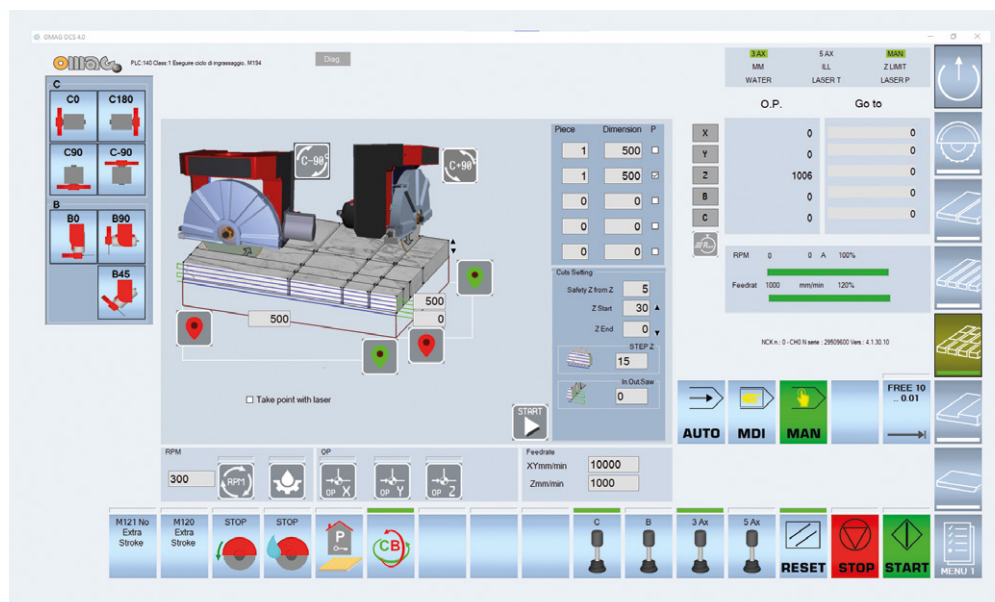 OMAG OCS 4.0
omag PLC:140 Class:1 Eseguire ciclo di ingrassaggio. M194
Diag.
3 AX 5 AX MAN
MM ILL Z LIMIT
WATER LASER T LASER P
O.P. Go to
C
C0 C180
C90 C-90
B
B0 B90
B45
C-90°
C+90°
500
500
0
Take point with laser
START
Piece Dimension P
1 500
1 500
0 0
0 0
0 0
Cuts Setting
Safety Z from Z 5
Z Start 30
Z End 0
STEP Z
15
In Out Saw
0
X 0 0
Y 0 0
Z 1006 0
B 0 0
C 0 0
RPM 0 0 A 100%
Feedrat 1000 mm/min 120%
NCK n.: 0 - CH0 N serie : 29509600 Vers.: 4.1.30.10
AUTO
MDI
MAN
FREE 10
.. 0.01
RPM
300
RPM
OP
OP X
OP Y
OP Z
Feedrate
XYmm/min 10000
Zmm/min 1000
M121 No
Extra
Stroke
M120
Extra
Stroke
STOP
STOP
P
CB
C
B
3 Ax
5 Ax
RESET
STOP
START
MENU 1